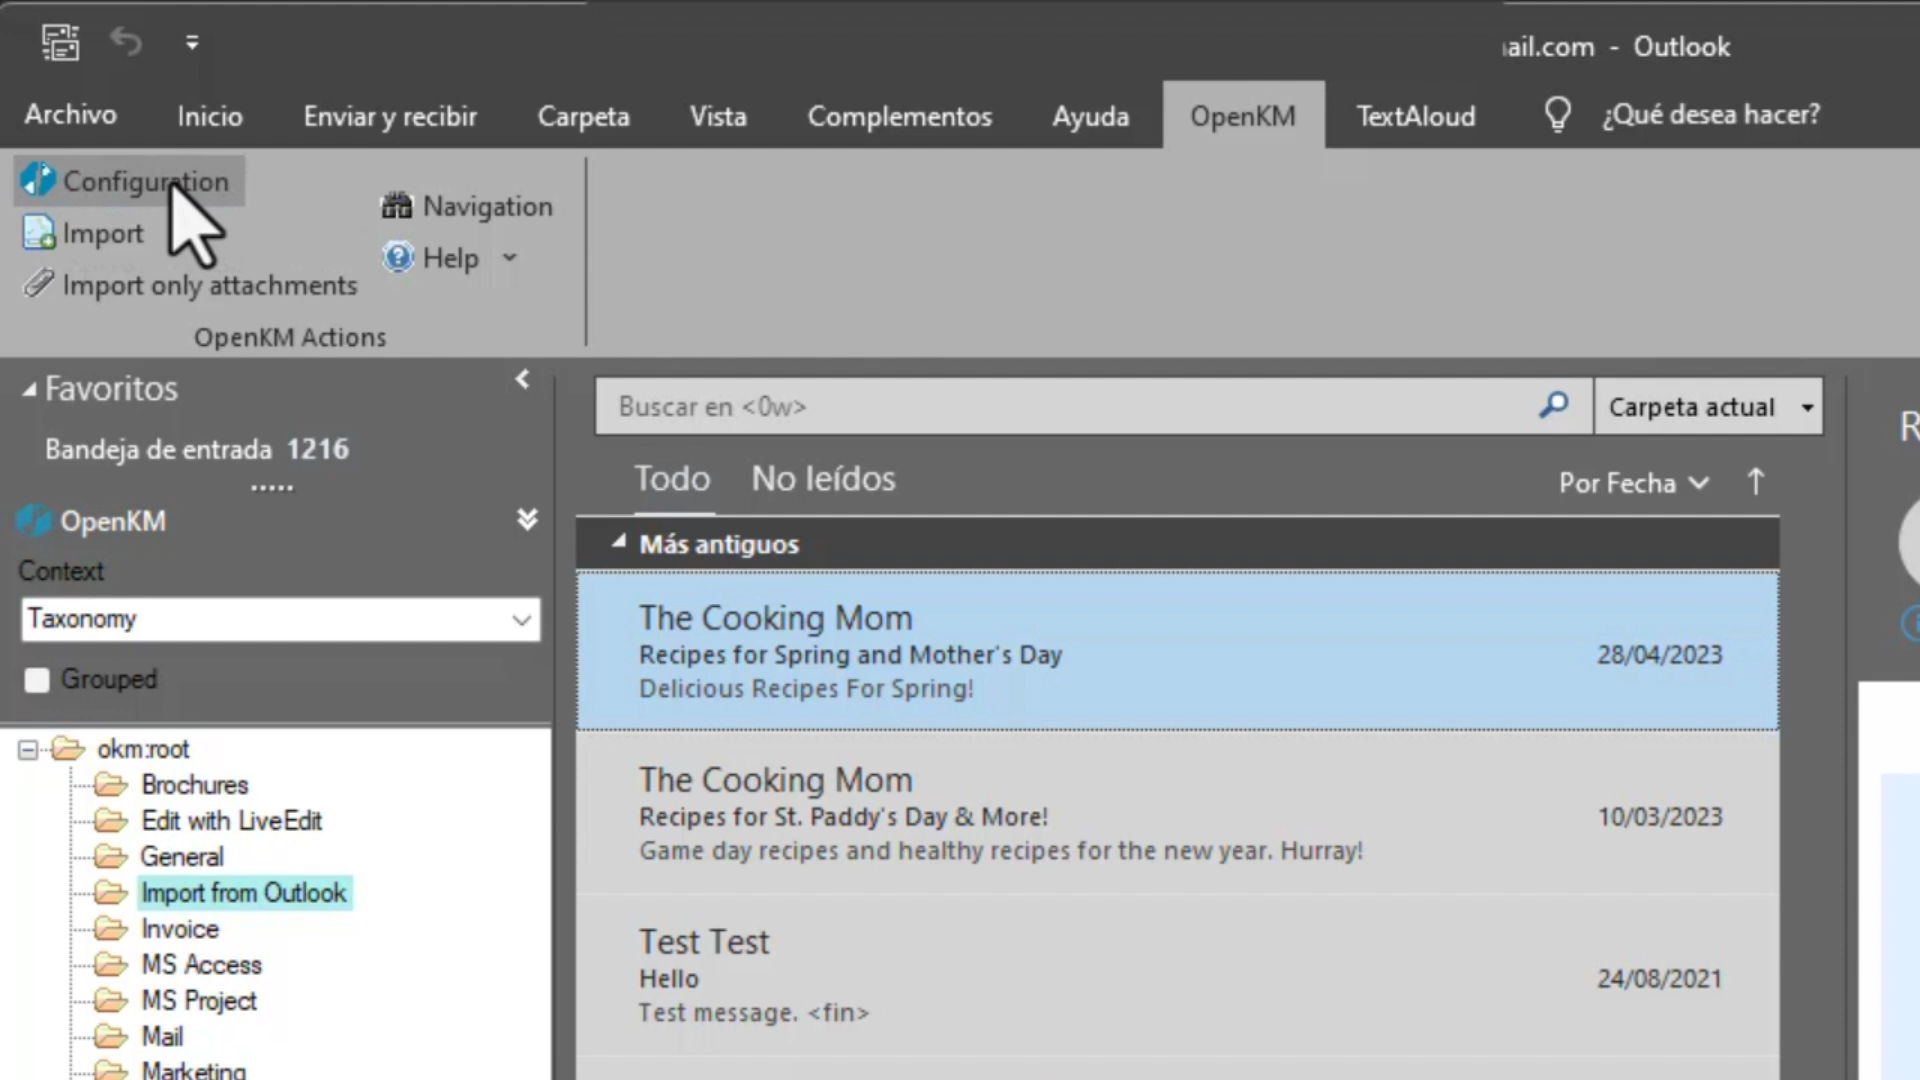 ail.com - Outlook
Archivo Inicio Enviar y recibir Carpeta Vista Complementos Ayuda OpenKM TextAloud ¿Qué desea hacer?
Configuration
Import
Import only attachments
Navigation
Help
OpenKM Actions
Favoritos
Bandeja de entrada 1216
OpenKM
Context
Taxonomy
Grouped
okm:root
Brochures
Edit with LiveEdit
General
Import from Outlook
Invoice
MS Access
MS Project
Mail
Marketing
Buscar en <0w>
Carpeta actual
Todo No leídos
Por Fecha
Más antiguos
The Cooking Mom
Recipes for Spring and Mother's Day 28/04/2023
Delicious Recipes For Spring!
The Cooking Mom
Recipes for St. Paddy's Day & More! 10/03/2023
Game day recipes and healthy recipes for the new year. Hurray!
Test Test
Hello 24/08/2021
Test message. <fin>
R